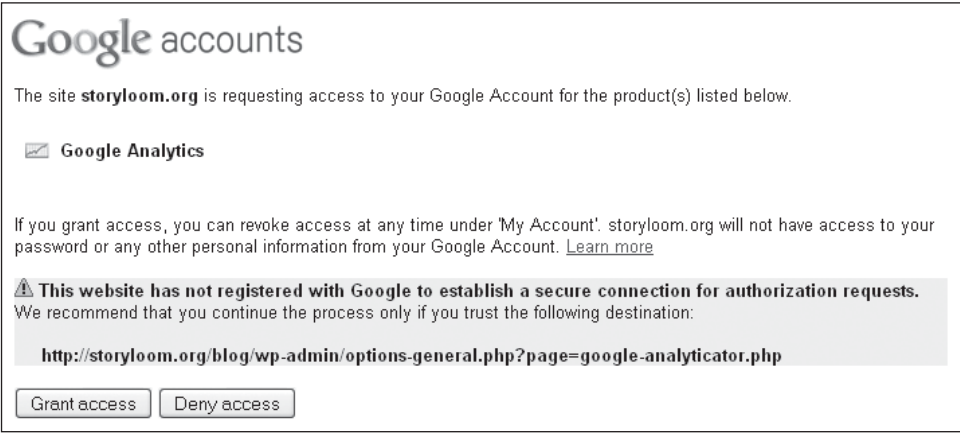 Google accounts
The site storyloom.org is requesting access to your Google Account for the product(s) listed below.
Google Analytics
If you grant access, you can revoke access at any time under 'My Account'. storyloom.org will not have access to your
password or any other personal information from your Google Account. Learn more
This website has not registered with Google to establish a secure connection for authorization requests.
We recommend that you continue the process only if you trust the following destination:
http://storyloom.org/blog/wp-admin/options-general.php?page=google-analyticator.php
Grant access Deny access